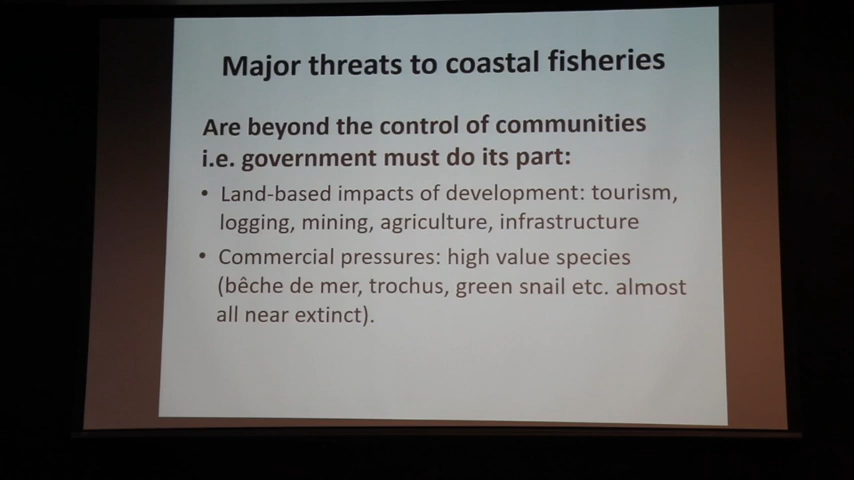 Major threats to coastal fisheries
Are beyond the control of communities
i.e. government must do its part:
• Land-based impacts of development: tourism,
logging, mining, agriculture, infrastructure
• Commercial pressures: high value species
(bêche de mer, trochus, green snail etc. almost
all near extinct).